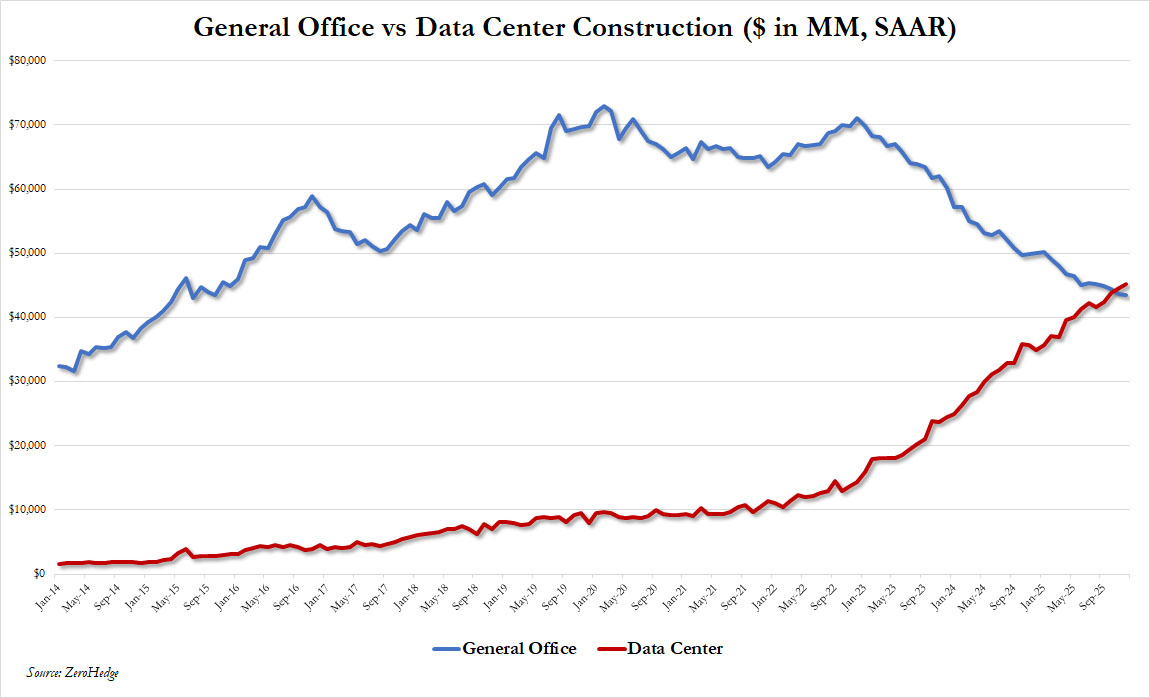 General Office vs Data Center Construction ($ in MM, SAAR)
$80,000
$70,000
$60,000
$50,000
$40,000
$30,000
$20,000
$10,000
$0
Jan-14 May-14 Sep-14 Jan-15 May-15 Sep-15 Jan-16 May-16 Sep-16 Jan-17 May-17 Sep-17 Jan-18 May-18 Sep-18 Jan-19 May-19 Sep-19 Jan-20 May-20 Sep-20 Jan-21 May-21 Sep-21 Jan-22 May-22 Sep-22 Jan-23 May-23 Sep-23 Jan-24 May-24 Sep-24 Jan-25 May-25 Sep-25
General Office Data Center
Source: ZeroHedge